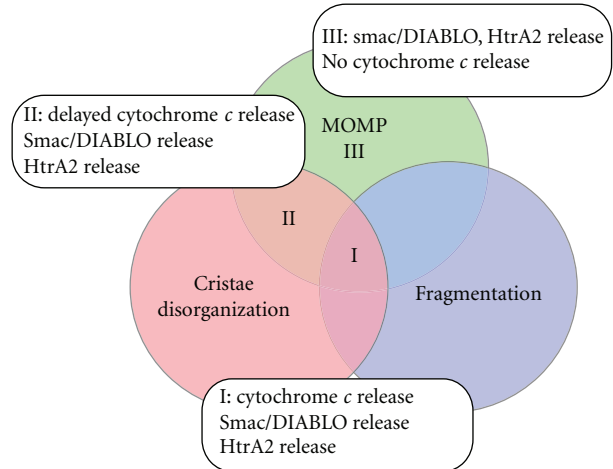 III: smac/DIABLO, HtrA2 release
No cytochrome c release
II: delayed cytochrome c release
Smac/DIABLO release
HtrA2 release
MOMP
III
II
I
Cristae
disorganization
Fragmentation
I: cytochrome c release
Smac/DIABLO release
HtrA2 release